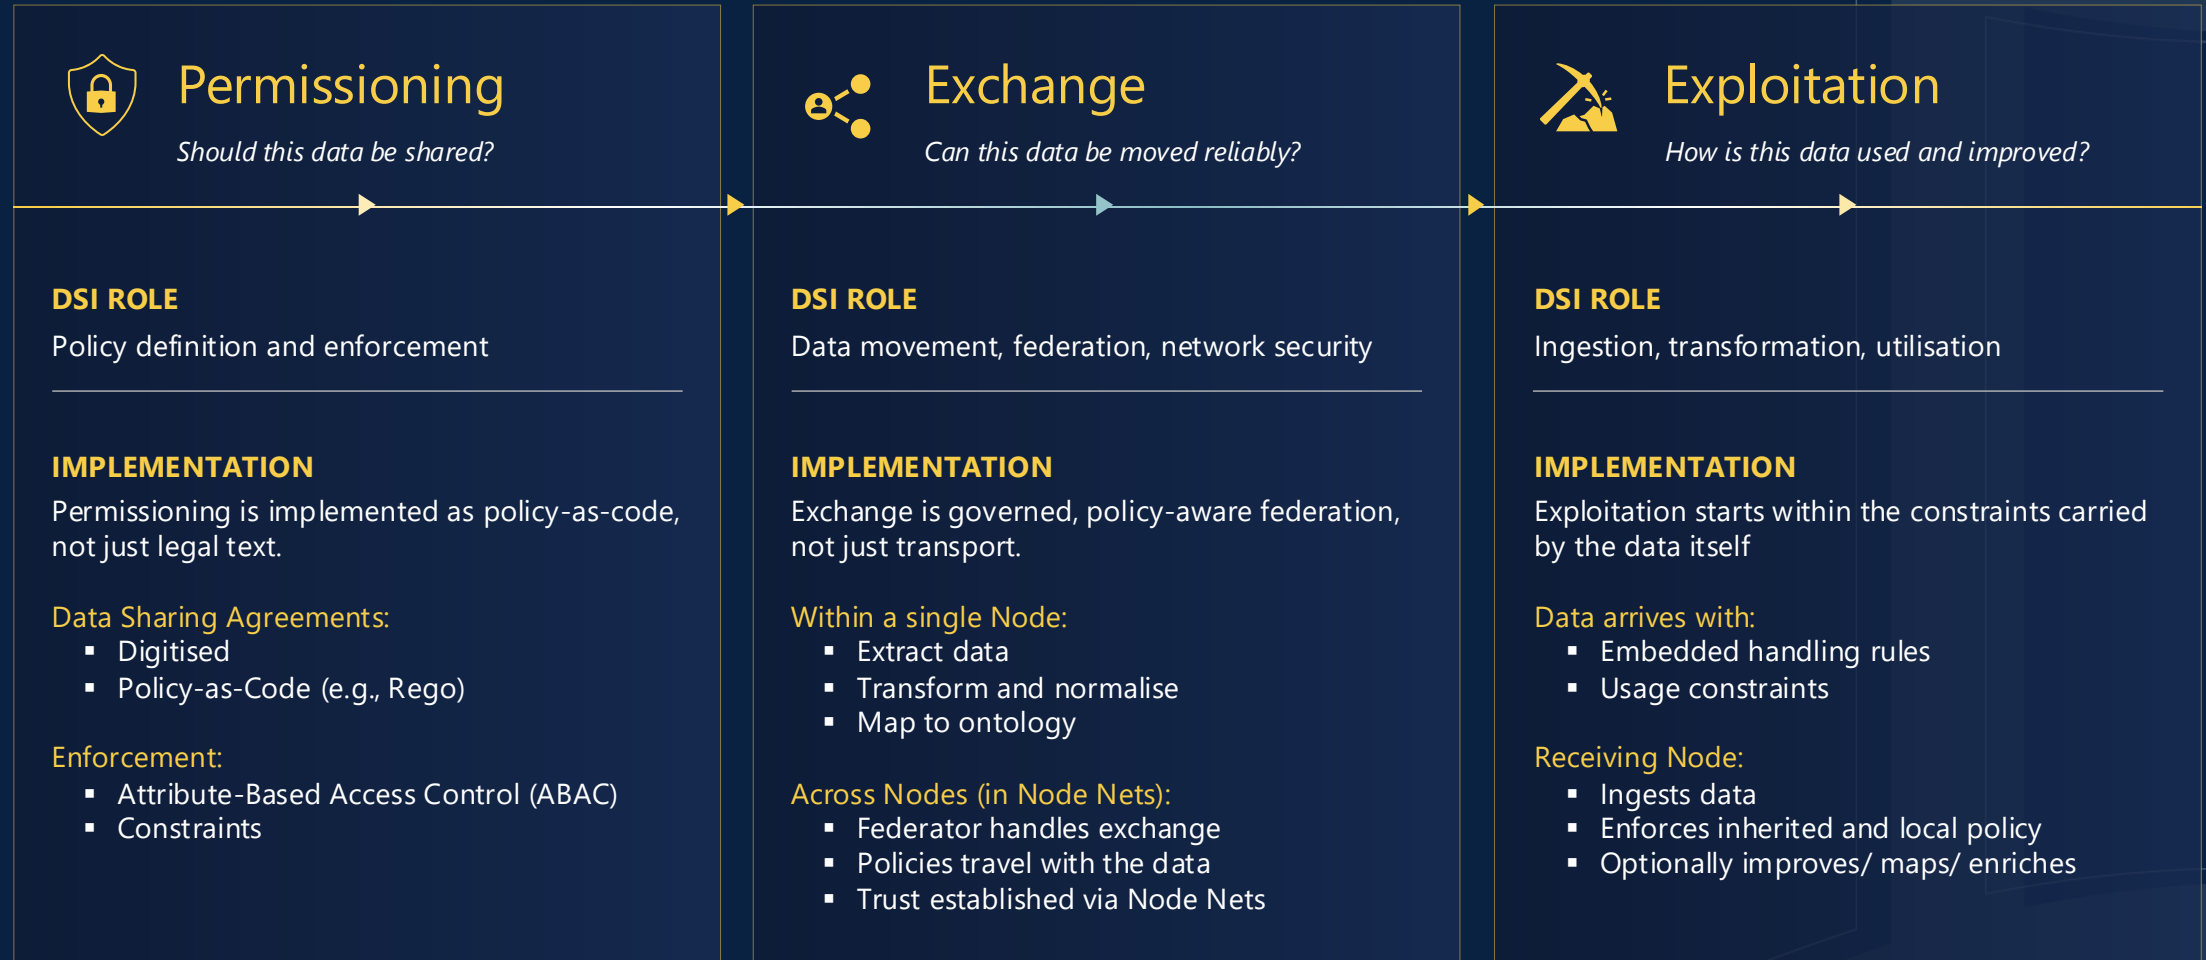 Permissioning
Should this data be shared?
DSI ROLE
Policy definition and enforcement
IMPLEMENTATION
Permissioning is implemented as policy-as-code,
not just legal text.
Data Sharing Agreements:
▪ Digitised
▪ Policy-as-Code (e.g., Rego)
Enforcement:
▪ Attribute-Based Access Control (ABAC)
▪ Constraints
Exchange
Can this data be moved reliably?
DSI ROLE
Data movement, federation, network security
IMPLEMENTATION
Exchange is governed, policy-aware federation,
not just transport.
Within a single Node:
▪ Extract data
▪ Transform and normalise
▪ Map to ontology
Across Nodes (in Node Nets):
▪ Federator handles exchange
▪ Policies travel with the data
▪ Trust established via Node Nets
Exploitation
How is this data used and improved?
DSI ROLE
Ingestion, transformation, utilisation
IMPLEMENTATION
Exploitation starts within the constraints carried
by the data itself
Data arrives with:
▪ Embedded handling rules
▪ Usage constraints
Receiving Node:
▪ Ingests data
▪ Enforces inherited and local policy
▪ Optionally improves/ maps/ enriches